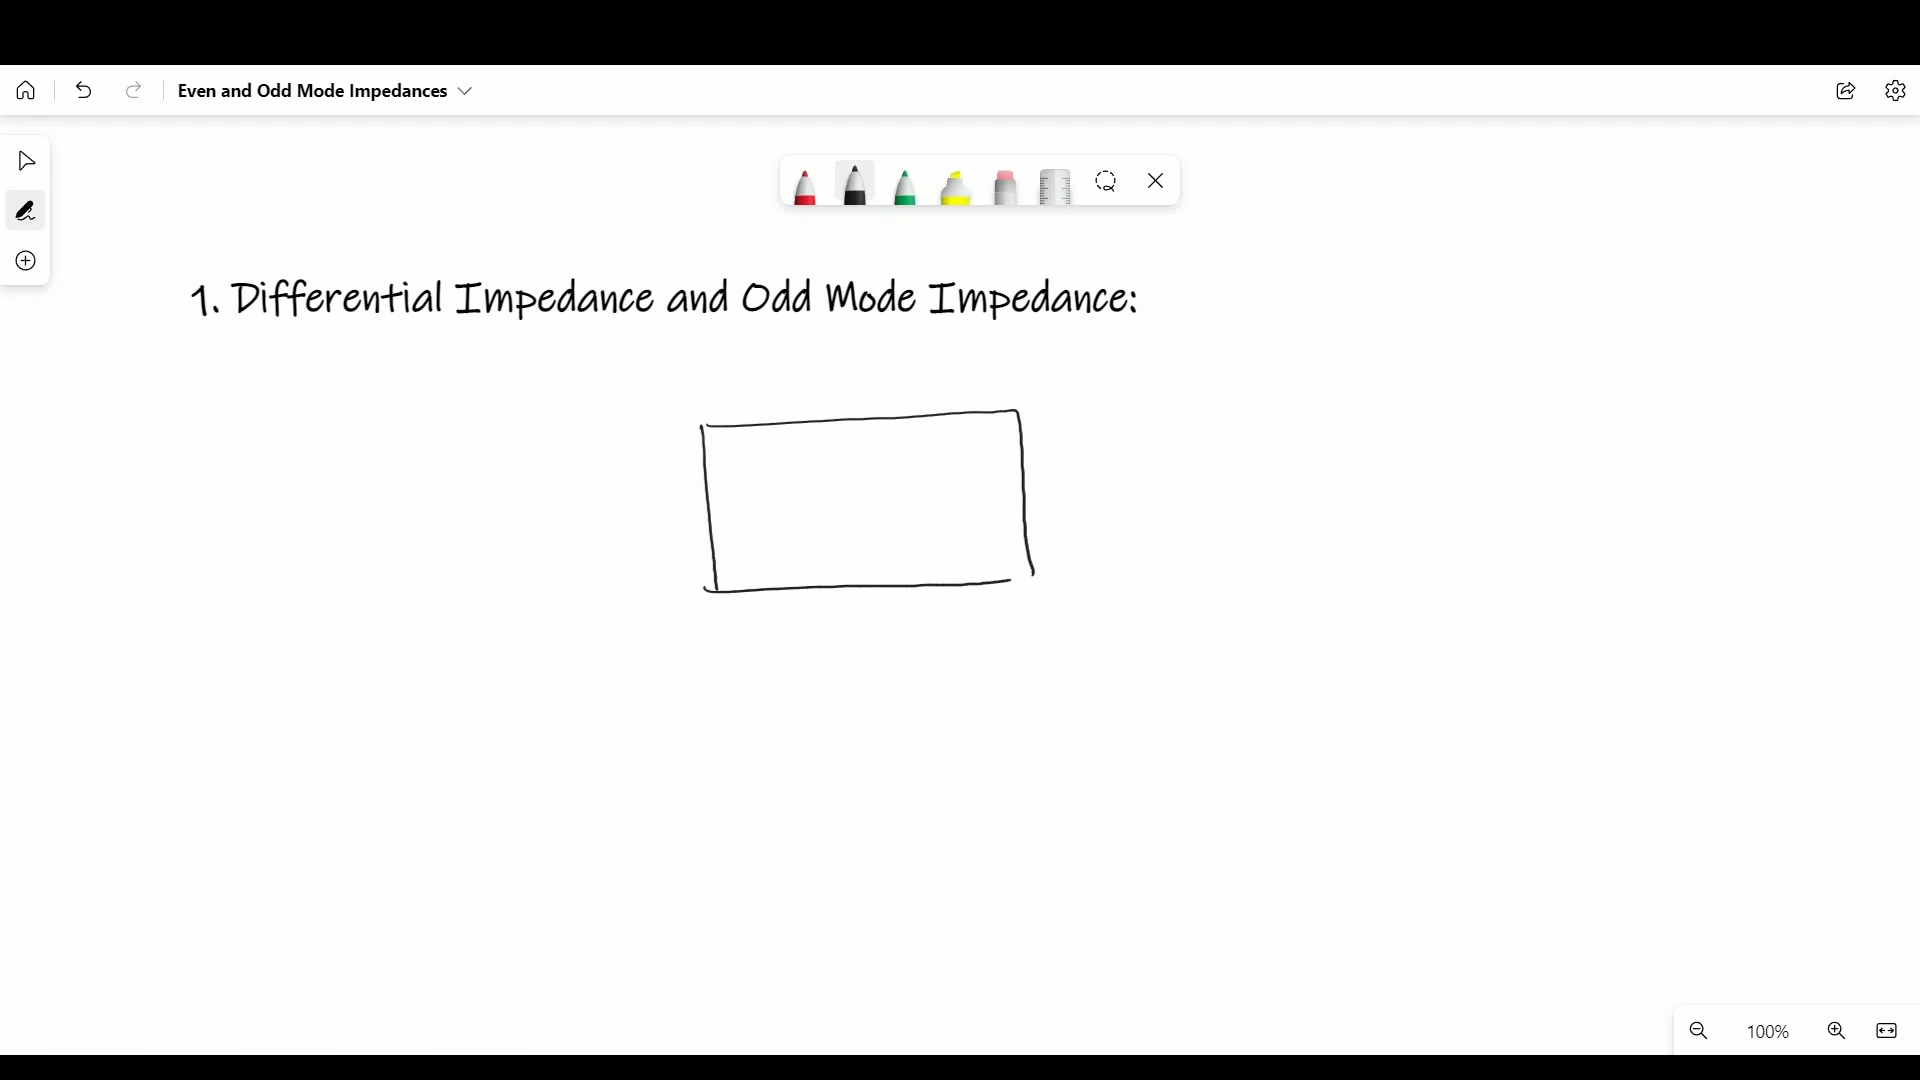 Even and Odd Mode Impedances
1. Differential Impedance and Odd Mode Impedance:
100%